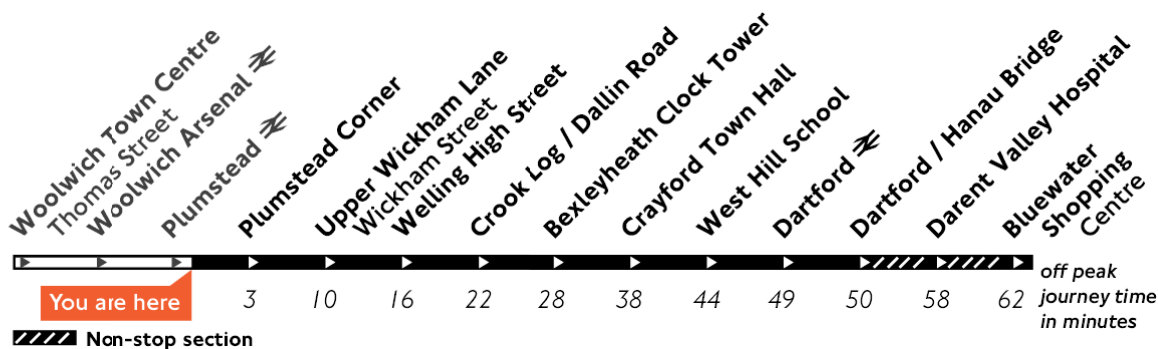 Woolwich Town Centre
Thomas Street
Woolwich Arsenal
Plumstead
Plumstead Corner
Upper Wickham Lane
Wickham Street
Welling High Street
Crook Log / Dallin Road
Bexleyheath Clock Tower
Crayford Town Hall
West Hill School
Dartford
Dartford / Hanau Bridge
Darent Valley Hospital
Bluewater
Shopping
Centre
You are here
3 10 16 22 28 38 44 49 50 58 62
off peak
journey time
in minutes
Non-stop section